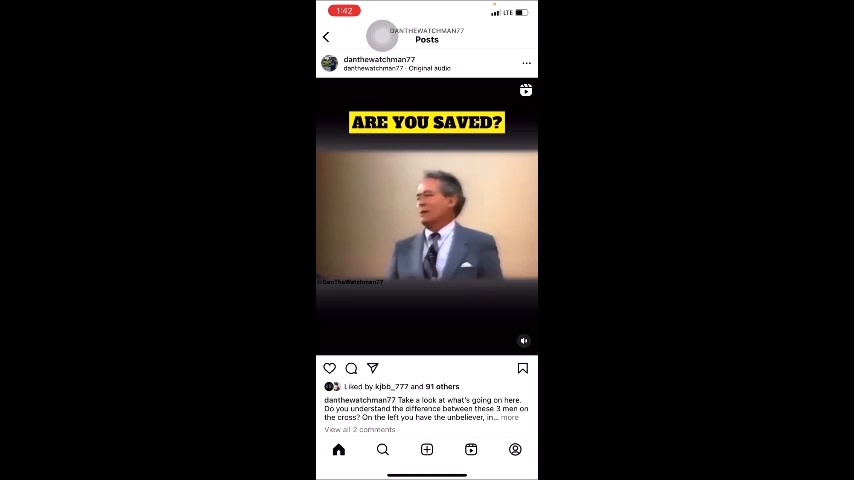 1:42
LTE
DANTHEWATCHMAN77
Posts
danthewatchman77
danthewatchman77 · Original audio
ARE YOU SAVED?
@DanTheWatchman77
Liked by kjbb_777 and 91 others
danthewatchman77 Take a look at what's going on here.
Do you understand the difference between these 3 men on
the cross? On the left you have the unbeliever, in... more
View all 2 comments